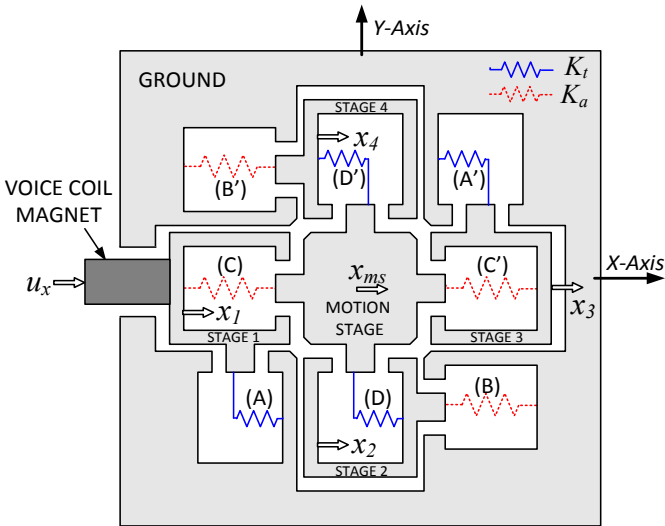 Y-Axis
GROUND
K_t
K_a
STAGE 4
x_4
(B')
(D')
(A')
VOICE COIL
MAGNET
(C)
(C')
X-Axis
u_x
x_ms
x_1
MOTION
STAGE
x_3
STAGE 1
STAGE 3
(A)
(D)
(B)
x_2
STAGE 2